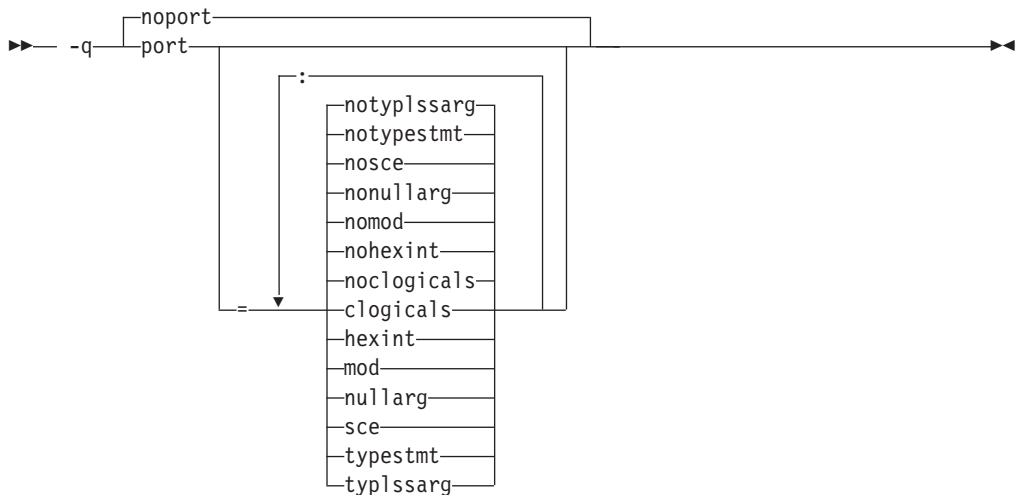 noport
-q port
:
notyplssarg
notypestmt
nosce
nonullarg
nomod
nohexint
noclogicals
= clogicals
hexint
mod
nullarg
sce
typestmt
typlssarg